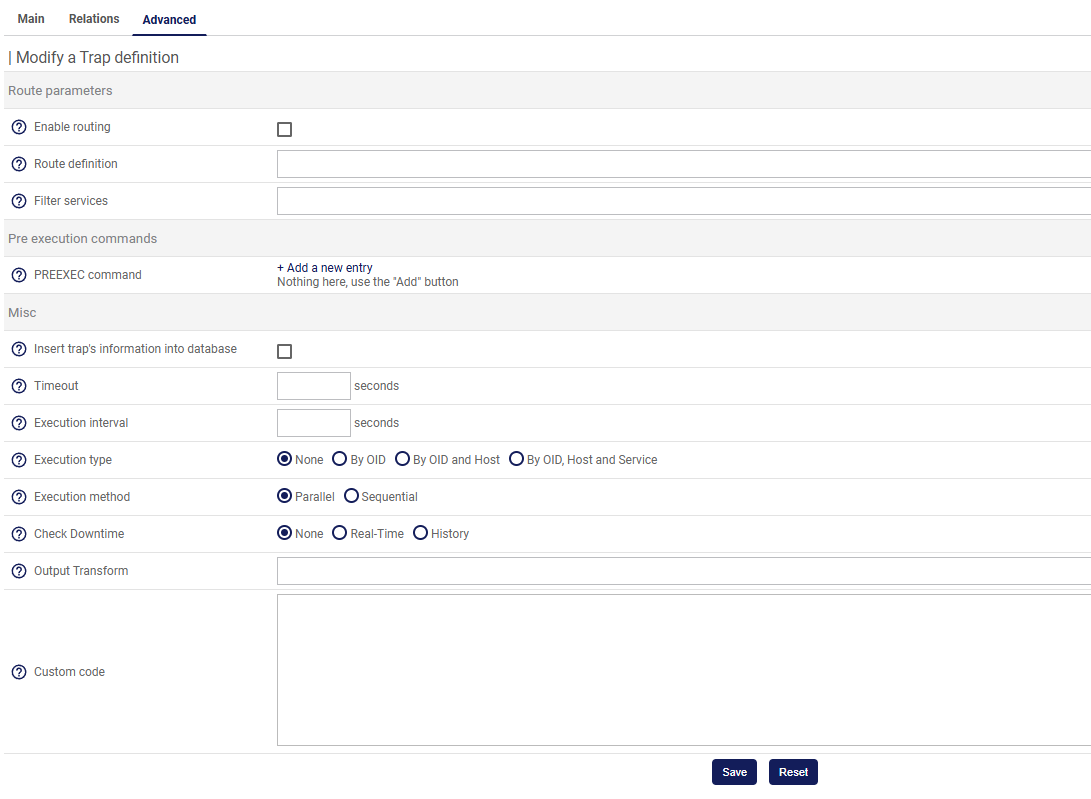 Main Relations Advanced
| Modify a Trap definition
Route parameters
Enable routing
Route definition
Filter services
Pre execution commands
PREEXEC command
+ Add a new entry
Nothing here, use the "Add" button
Misc
Insert trap's information into database
Timeout seconds
Execution interval seconds
Execution type None By OID By OID and Host By OID, Host and Service
Execution method Parallel Sequential
Check Downtime None Real-Time History
Output Transform
Custom code
Save Reset